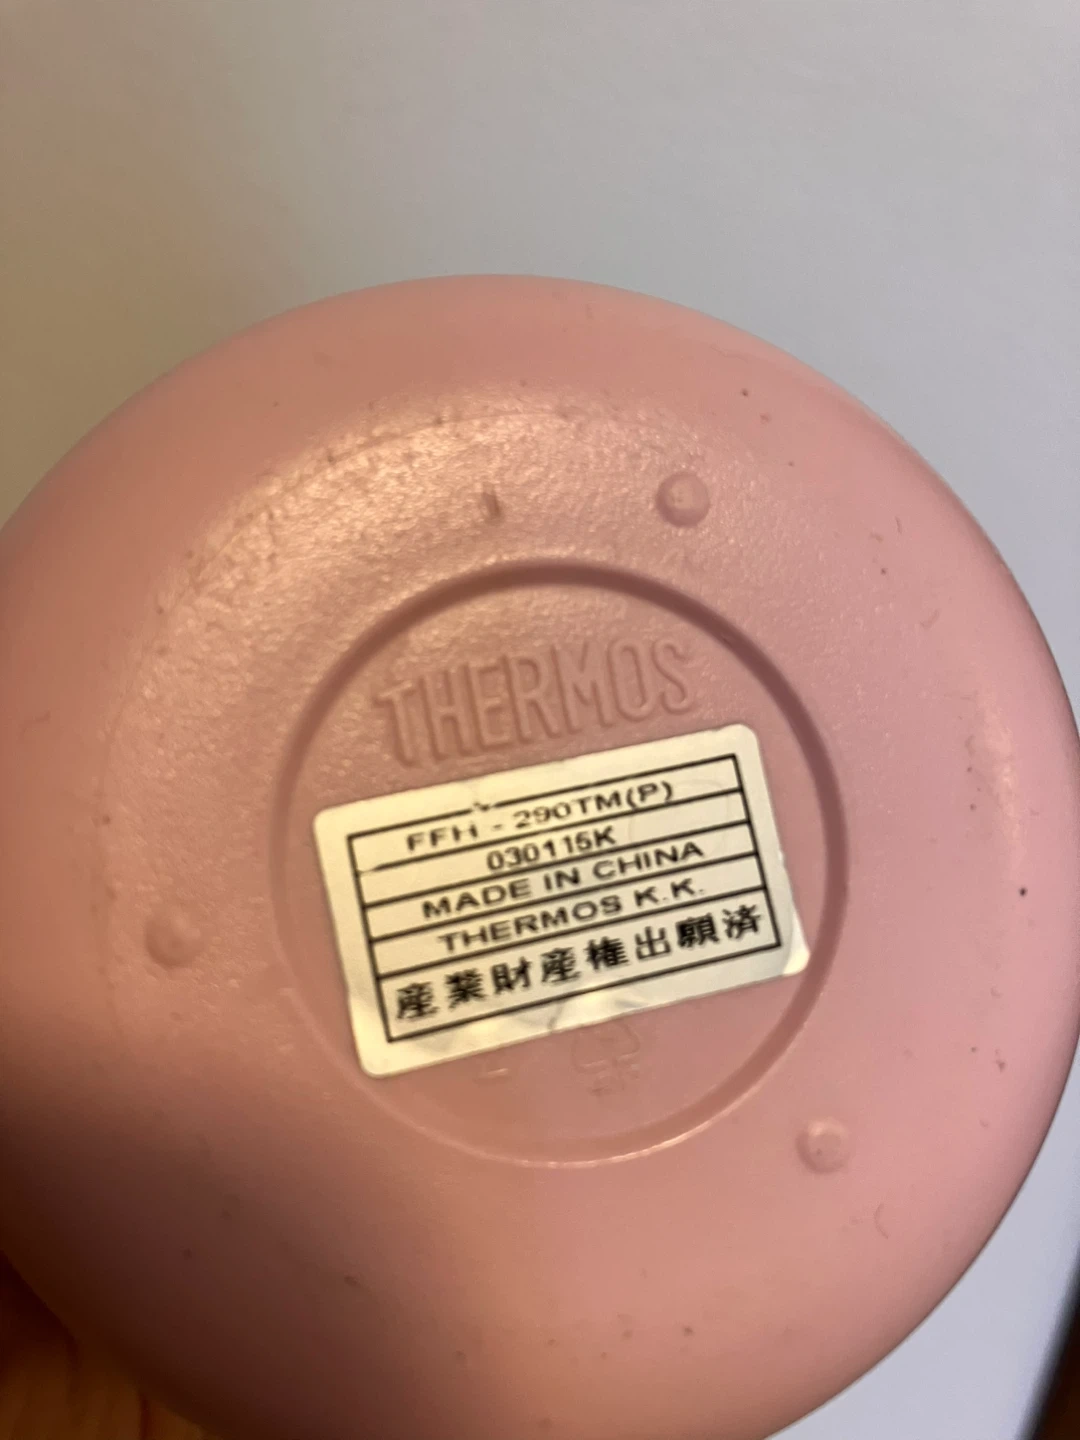 THERMOS
FFH - 290TM(P)
030115K
MADE IN CHINA
THERMOS K.K.
産業財産権出願済